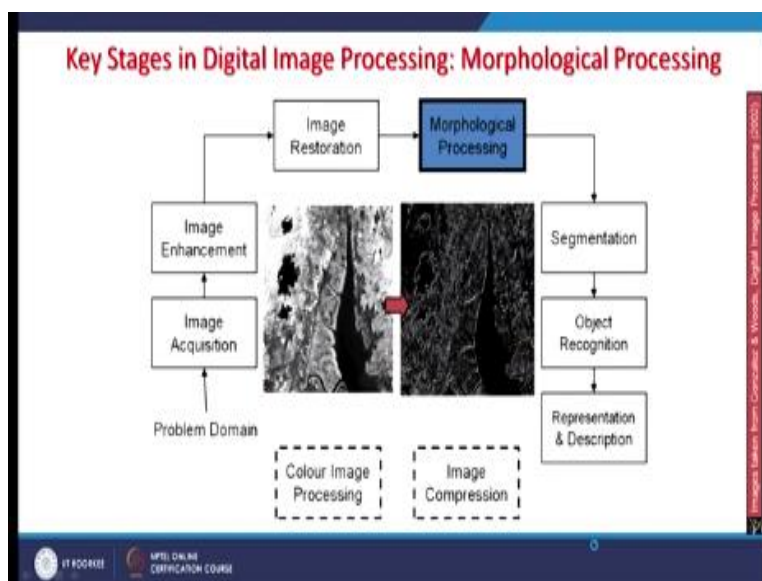 Key Stages in Digital Image Processing: Morphological Processing
Image
Restoration
Morphological
Processing
Image
Enhancement
Segmentation
Image
Acquisition
Object
Recognition
Problem Domain
Representation
& Description
Colour Image
Processing
Image
Compression
Images taken from Gonzalez & Woods, Digital Image Processing (2002)
IIT ROORKEE
NPTEL ONLINE
CERTIFICATION COURSE